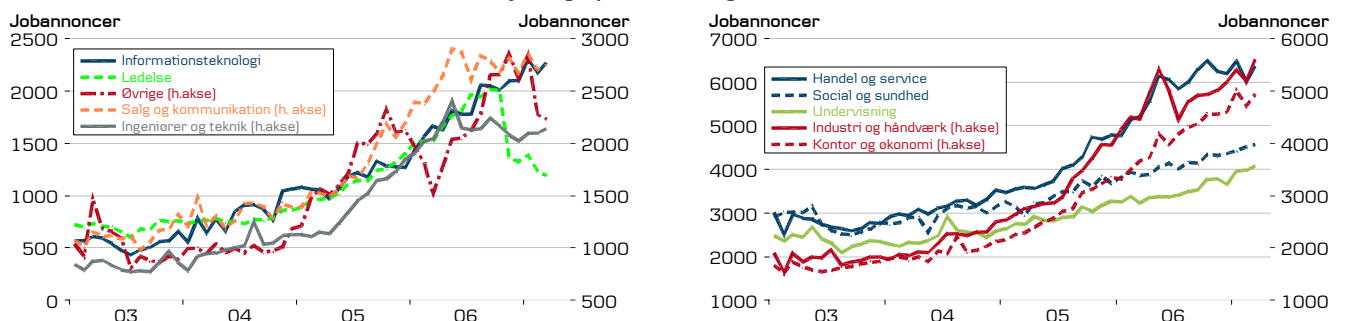 Jobannoncer
Jobannoncer
2500
3000
2000
2500
1500
2000
1000
1500
500
1000
0
500
03
04
05
06
Informationsteknologi
Ledelse
Øvrige (h.akse)
Salg og kommunikation (h. akse)
Ingeniører og teknik (h.akse)
Jobannoncer
Jobannoncer
7000
6000
6000
5000
5000
4000
4000
3000
3000
2000
2000
1000
1000
03
04
05
06
Handel og service
Social og sundhed
Undervisning
Industri og håndværk (h.akse)
Kontor og økonomi (h.akse)